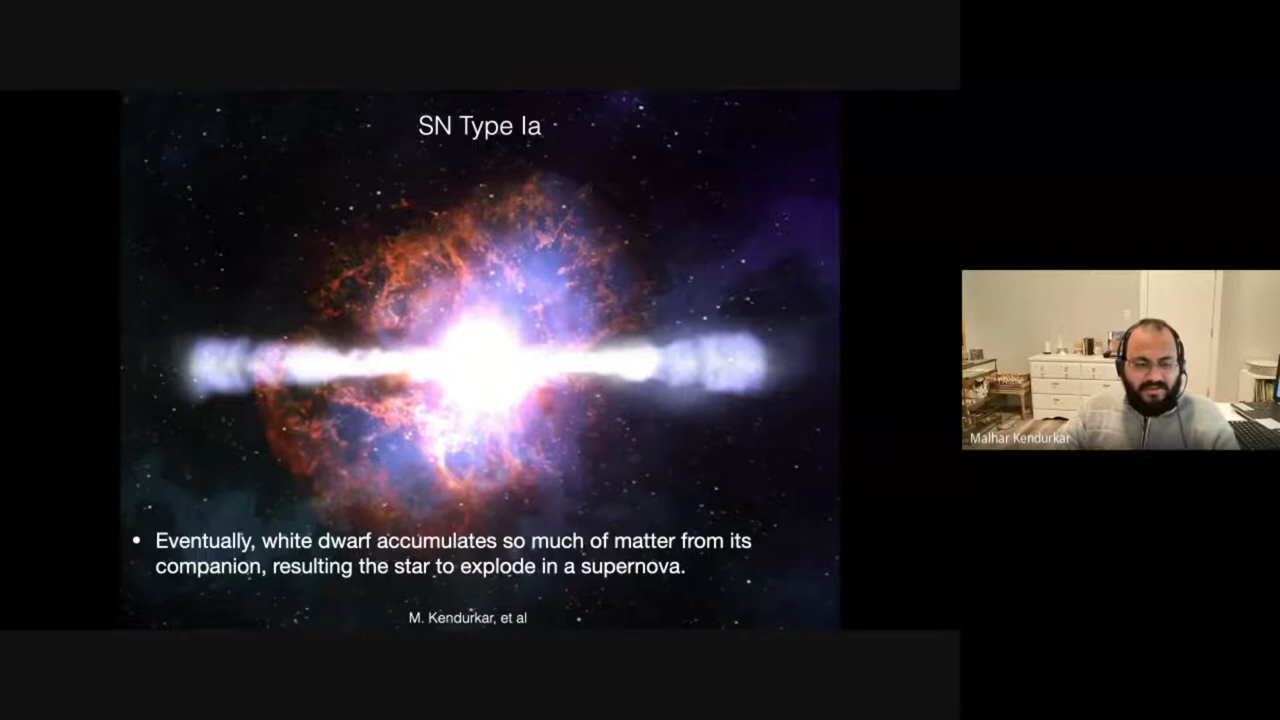 SN Type Ia
• Eventually, white dwarf accumulates so much of matter from its
companion, resulting the star to explode in a supernova.
M. Kendurkar, et al
Malhar Kendurkar